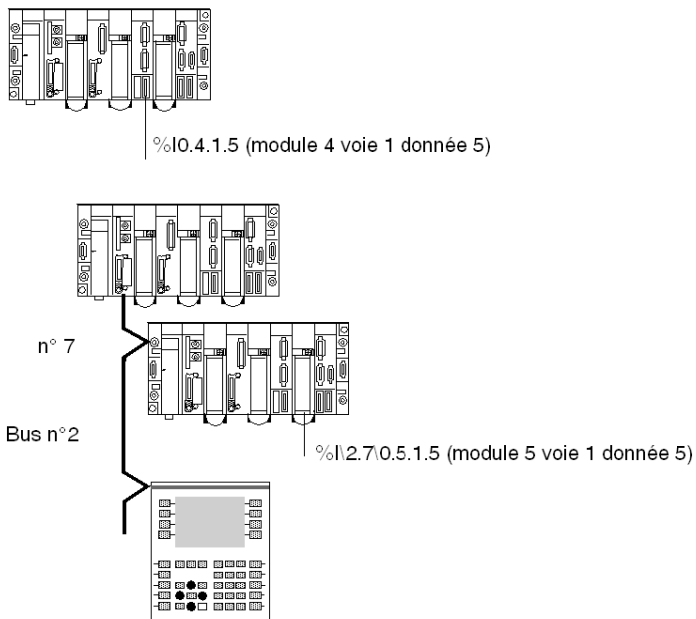 %I0.4.1.5 (module 4 voie 1 donnée 5)
n° 7
Bus n°2
%I\2.7\0.5.1.5 (module 5 voie 1 donnée 5)